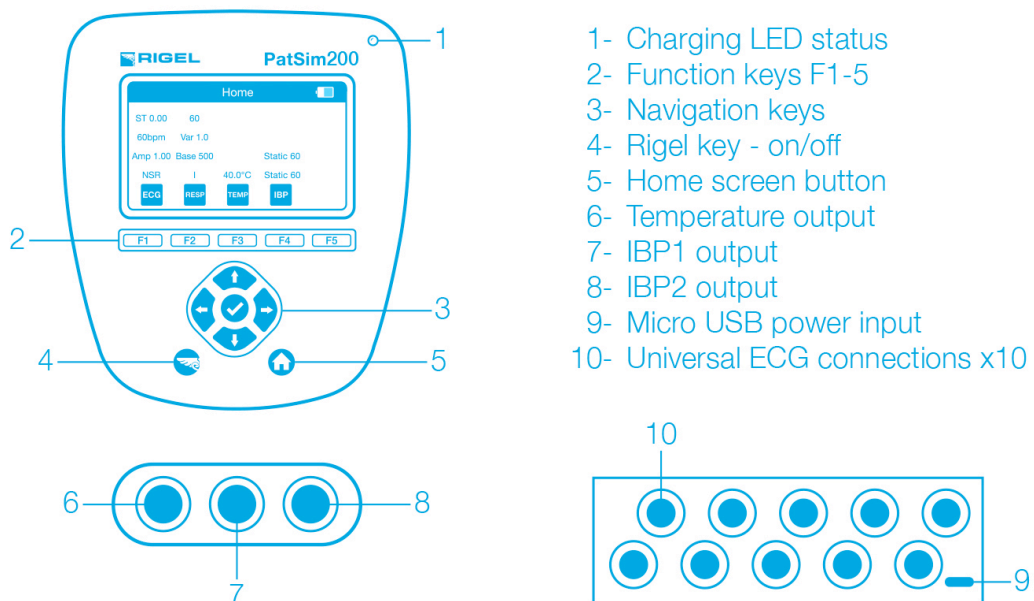 1
RIGEL PatSim200
Home
ST 0.00 60
60bpm Var 1.0
Amp 1.00 Base 500 Static 60
NSR I 40.0°C Static 60
ECG RESP TEMP IBP
2
F1 F2 F3 F4 F5
3
4
5
6
8
7
1- Charging LED status
2- Function keys F1-5
3- Navigation keys
4- Rigel key - on/off
5- Home screen button
6- Temperature output
7- IBP1 output
8- IBP2 output
9- Micro USB power input
10- Universal ECG connections x10
10
9